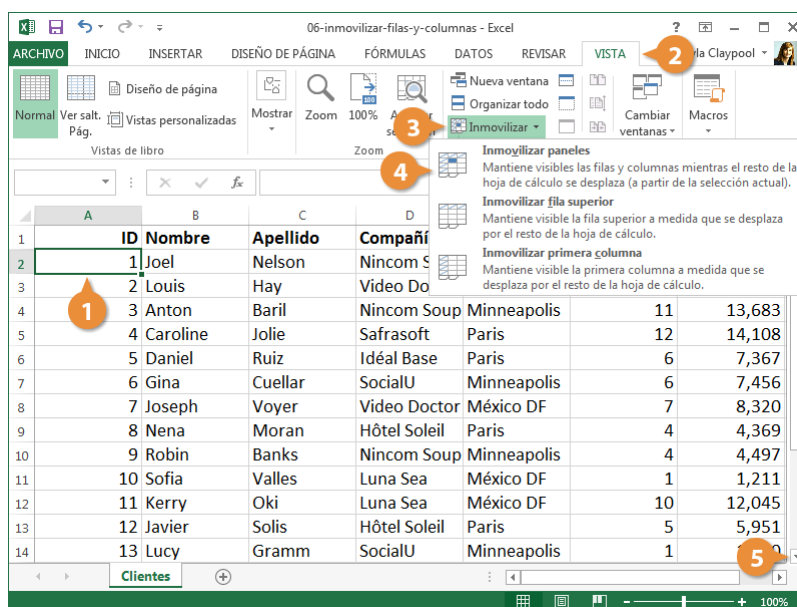 06-inmovilizar-filas-y-columnas - Excel
ARCHIVO INICIO INSERTAR DISEÑO DE PÁGINA FÓRMULAS DATOS REVISAR VISTA 2 Claypool
Normal
Ver salt. Pág.
Diseño de página
Vistas personalizadas
Vistas de libro
Mostrar
Zoom
100%
Zoom
Nueva ventana
Organizar todo
3 Inmovilizar
Cambiar ventanas
Macros
4
Inmovilizar paneles
Mantiene visibles las filas y columnas mientras el resto de la
hoja de cálculo se desplaza (a partir de la selección actual).
Inmovilizar fila superior
Mantiene visible la fila superior a medida que se desplaza
por el resto de la hoja de cálculo.
Inmovilizar primera columna
Mantiene visible la primera columna a medida que se
desplaza por el resto de la hoja de cálculo.
fx
A B C D
1 ID Nombre Apellido Compañí
2 1 Joel Nelson Nincom S
3 2 Louis Hay Video Do
1
4 3 Anton Baril Nincom Soup Minneapolis 11 13,683
5 4 Caroline Jolie Safrasoft Paris 12 14,108
6 5 Daniel Ruiz Idéal Base Paris 6 7,367
7 6 Gina Cuellar SocialU Minneapolis 6 7,456
8 7 Joseph Voyer Video Doctor México DF 7 8,320
9 8 Nena Moran Hôtel Soleil Paris 4 4,369
10 9 Robin Banks Nincom Soup Minneapolis 4 4,497
11 10 Sofia Valles Luna Sea México DF 1 1,211
12 11 Kerry Oki Luna Sea México DF 10 12,045
13 12 Javier Solis Hôtel Soleil Paris 5 5,951
14 13 Lucy Gramm SocialU Minneapolis 1
5
Clientes
100%